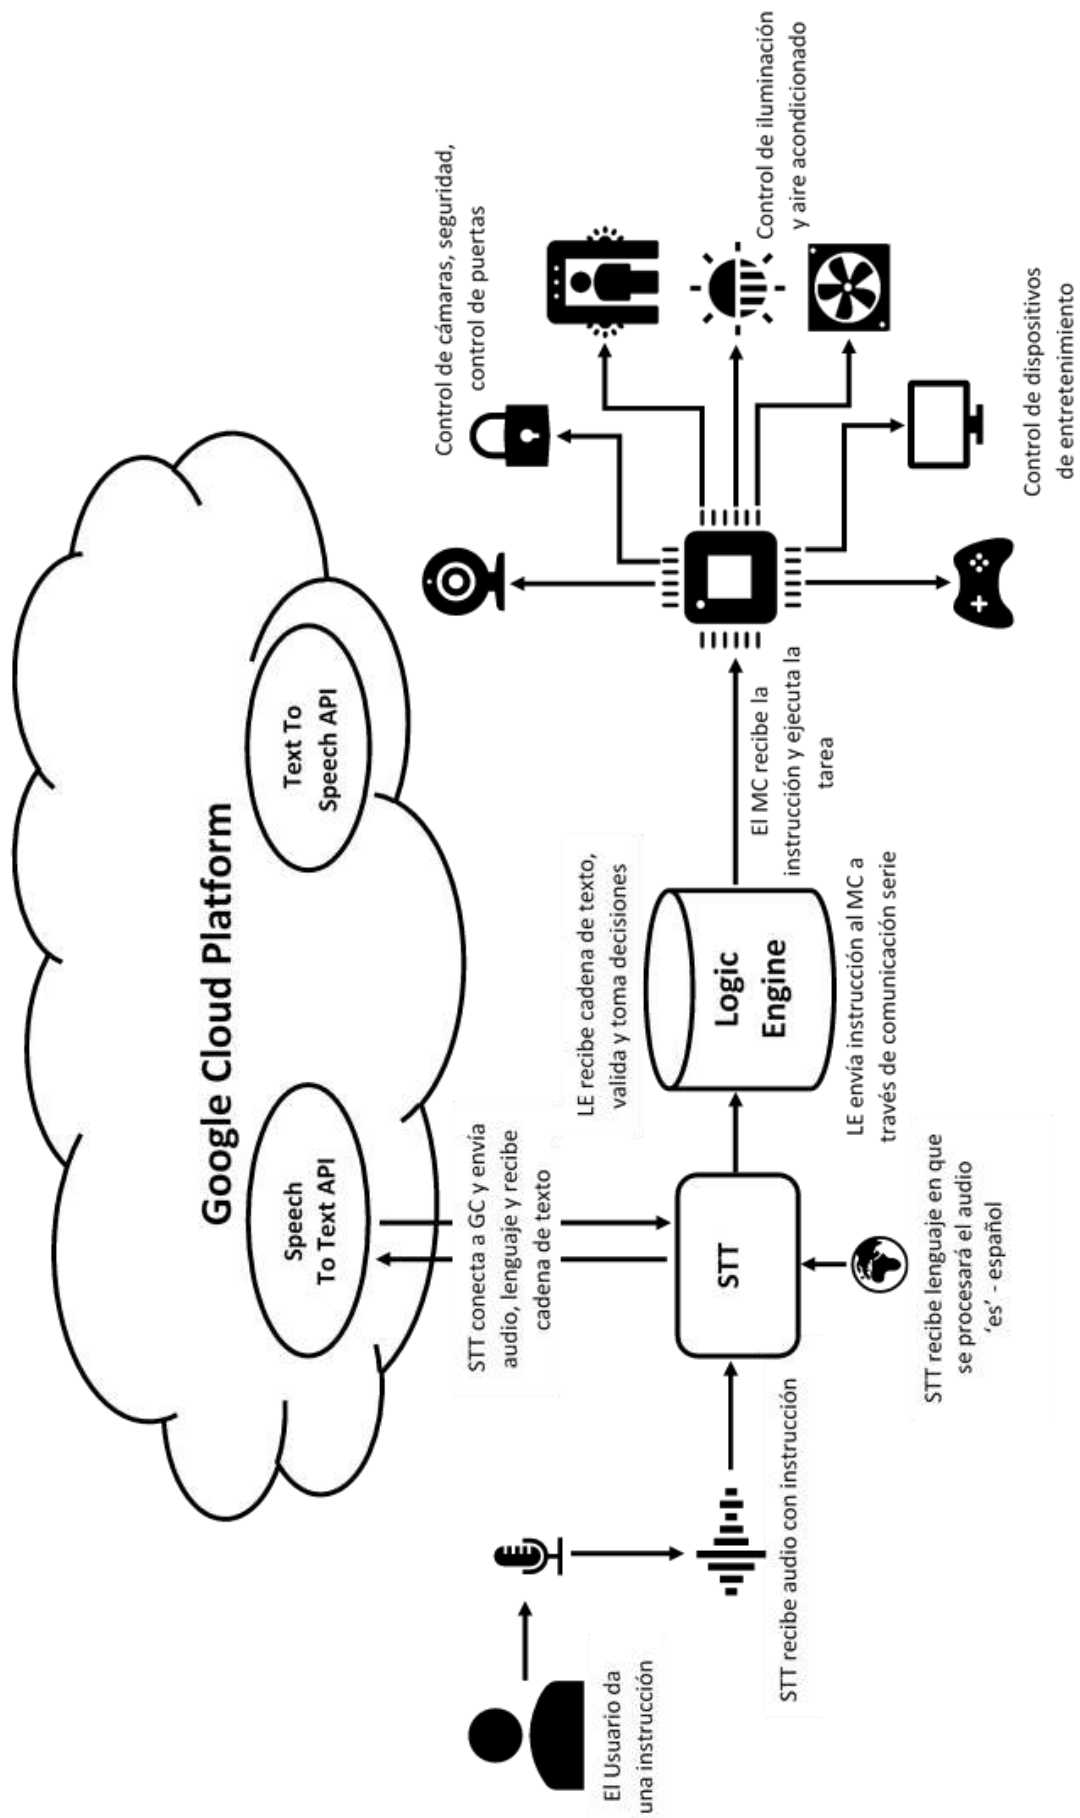 Google Cloud Platform
Speech
To Text API
Text To
Speech API
STT conecta a GC y envía
audio, lenguaje y recibe
cadena de texto
LE recibe cadena de texto,
valida y toma decisiones
Control de cámaras, seguridad,
control de puertas
El Usuario da
una instrucción
STT
Logic
Engine
El MC recibe la
instrucción y ejecuta la
tarea
Control de iluminación
y aire acondicionado
STT recibe audio con instrucción
LE envía instrucción al MC a
través de comunicación serie
STT recibe lenguaje en que
se procesará el audio
‘es’ - español
Control de dispositivos
de entretenimiento